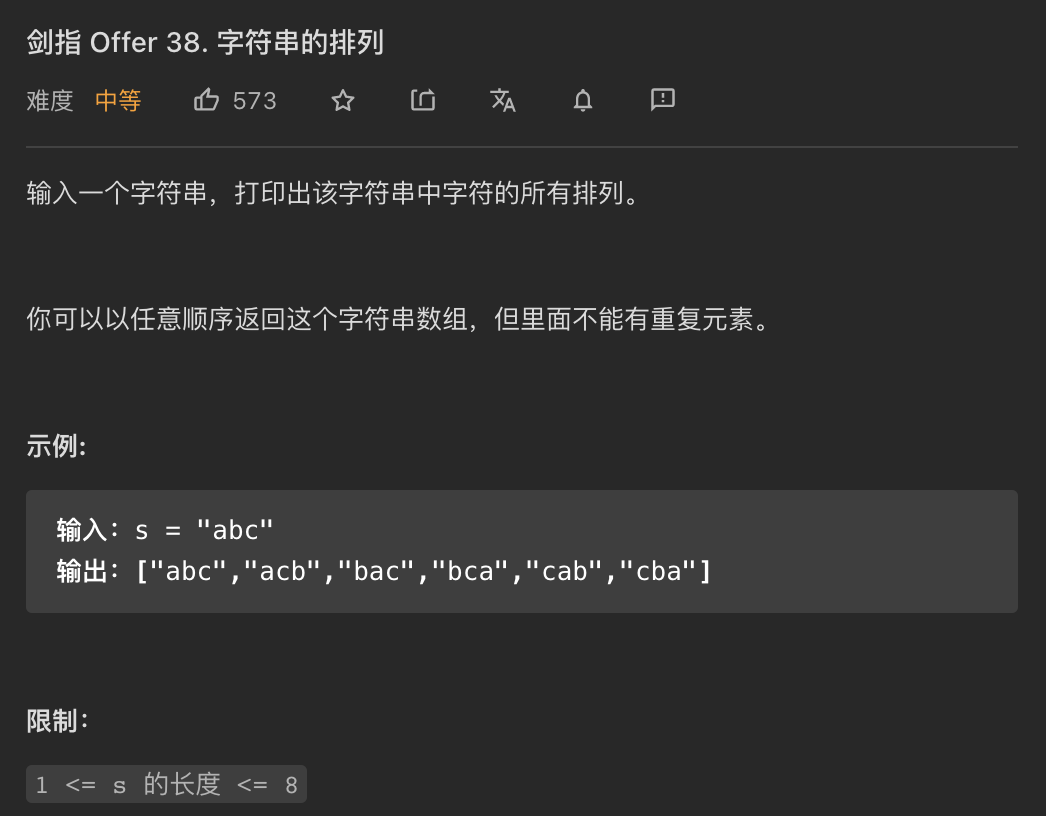 剑指 Offer 38. 字符串的排列
难度 中等 573
输入一个字符串，打印出该字符串中字符的所有排列。
你可以以任意顺序返回这个字符串数组，但里面不能有重复元素。
示例:
输入：s = "abc"
输出：["abc","acb","bac","bca","cab","cba"]
限制：
1 <= s 的长度 <= 8